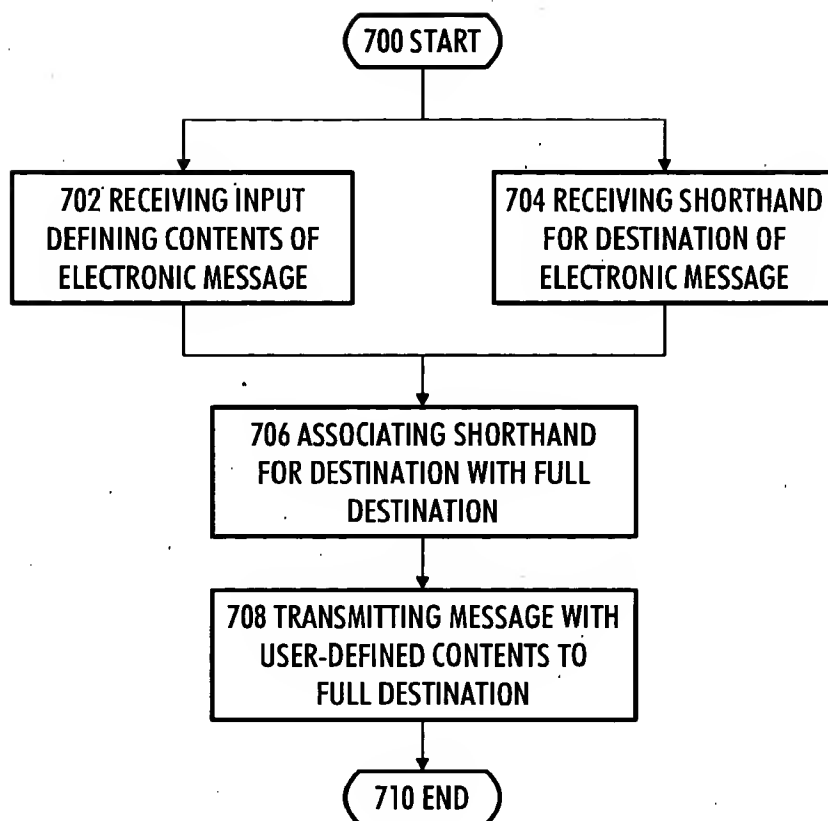 700 START
702 RECEIVING INPUT
DEFINING CONTENTS OF
ELECTRONIC MESSAGE
704 RECEIVING SHORTHAND
FOR DESTINATION OF
ELECTRONIC MESSAGE
706 ASSOCIATING SHORTHAND
FOR DESTINATION WITH FULL
DESTINATION
708 TRANSMITTING MESSAGE WITH
USER-DEFINED CONTENTS TO
FULL DESTINATION
710 END